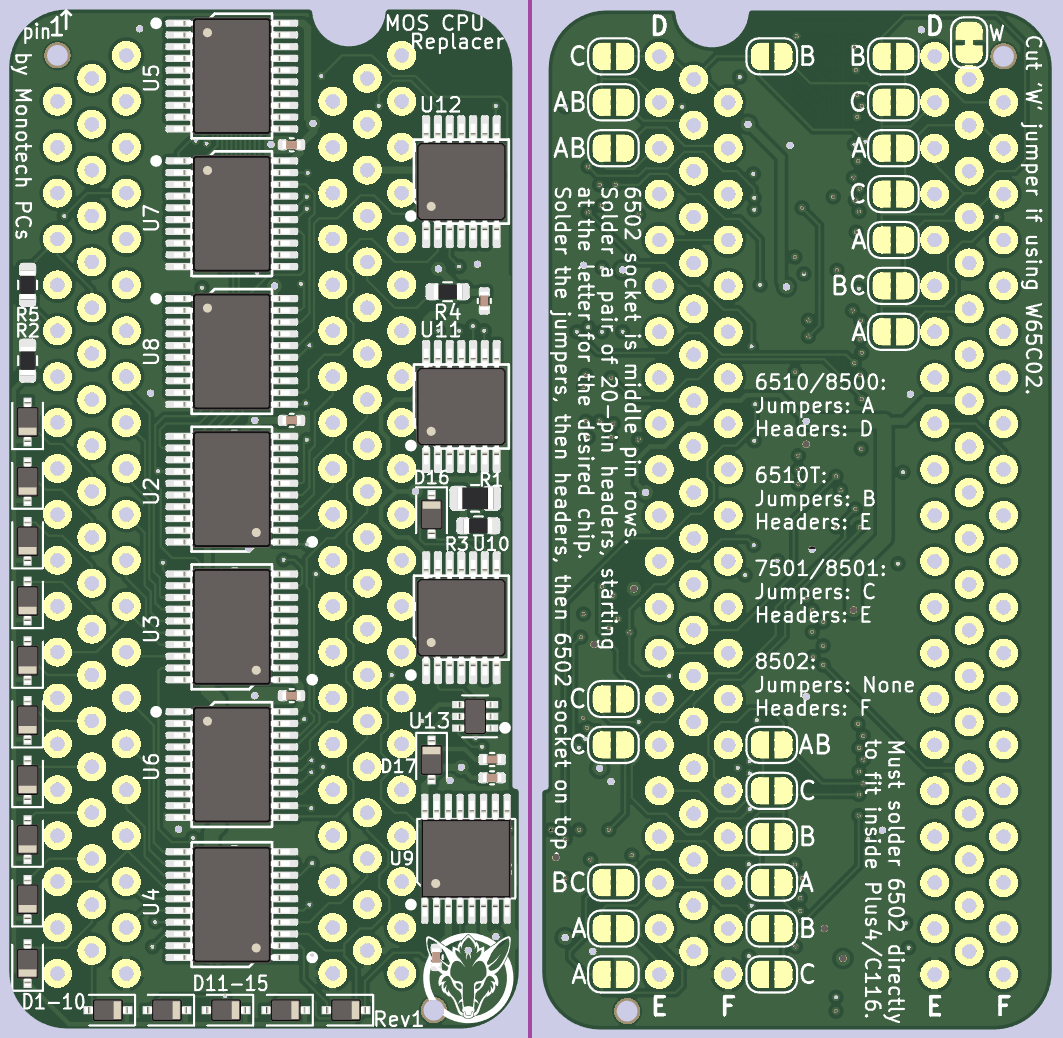 pin1
MOS CPU
Replacer
by Monotech PCs
U5
U12
U7
R5
R2
U8
R4
U11
U2
D16
R1
R3
U10
U3
U13
D17
U6
U9
U4
D1-10
D11-15
Rev1
D
D
W
C
B
B
AB
C
AB
A
C
A
BC
A
Cut 'W' jumper if using W65C02.
6502 socket is middle pin rows.
Solder a pair of 20-pin headers, starting
at the letter for the desired chip.
Solder the jumpers, then headers, then 6502 socket on top.
6510/8500:
Jumpers: A
Headers: D
6510T:
Jumpers: B
Headers: E
7501/8501:
Jumpers: C
Headers: E
8502:
Jumpers: None
Headers: F
C
C
AB
C
B
BC
A
A
B
A
C
Must solder 6502 directly
to fit inside Plus4/C116.
E
F
E
F